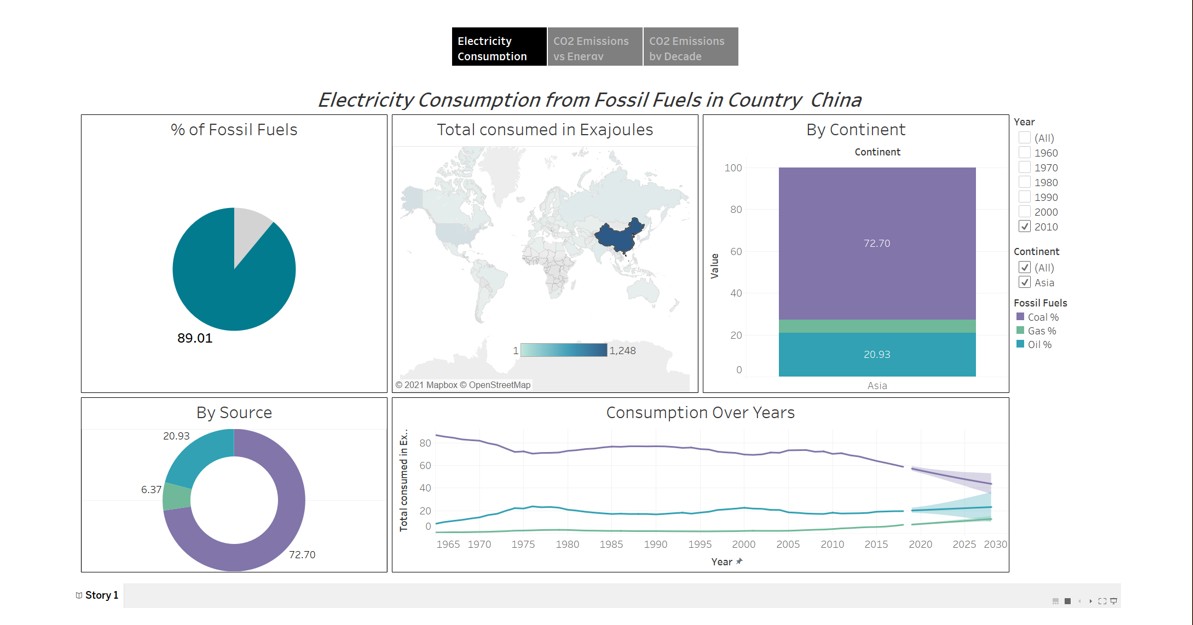 Electricity Consumption
CO2 Emissions vs Energy
CO2 Emissions by Decade
Electricity Consumption from Fossil Fuels in Country China
% of Fossil Fuels
89.01
Total consumed in Exajoules
1
1,248
© 2021 Mapbox © OpenStreetMap
By Continent
Continent
Value
100
80
60
40
20
0
72.70
20.93
Asia
Year
(All)
1960
1970
1980
1990
2000
2010
Continent
(All)
Asia
Fossil Fuels
Coal %
Gas %
Oil %
By Source
20.93
6.37
72.70
Consumption Over Years
Total consumed in Ex..
80
60
40
20
0
1965 1970 1975 1980 1985 1990 1995 2000 2005 2010 2015 2020 2025 2030
Year
Story 1